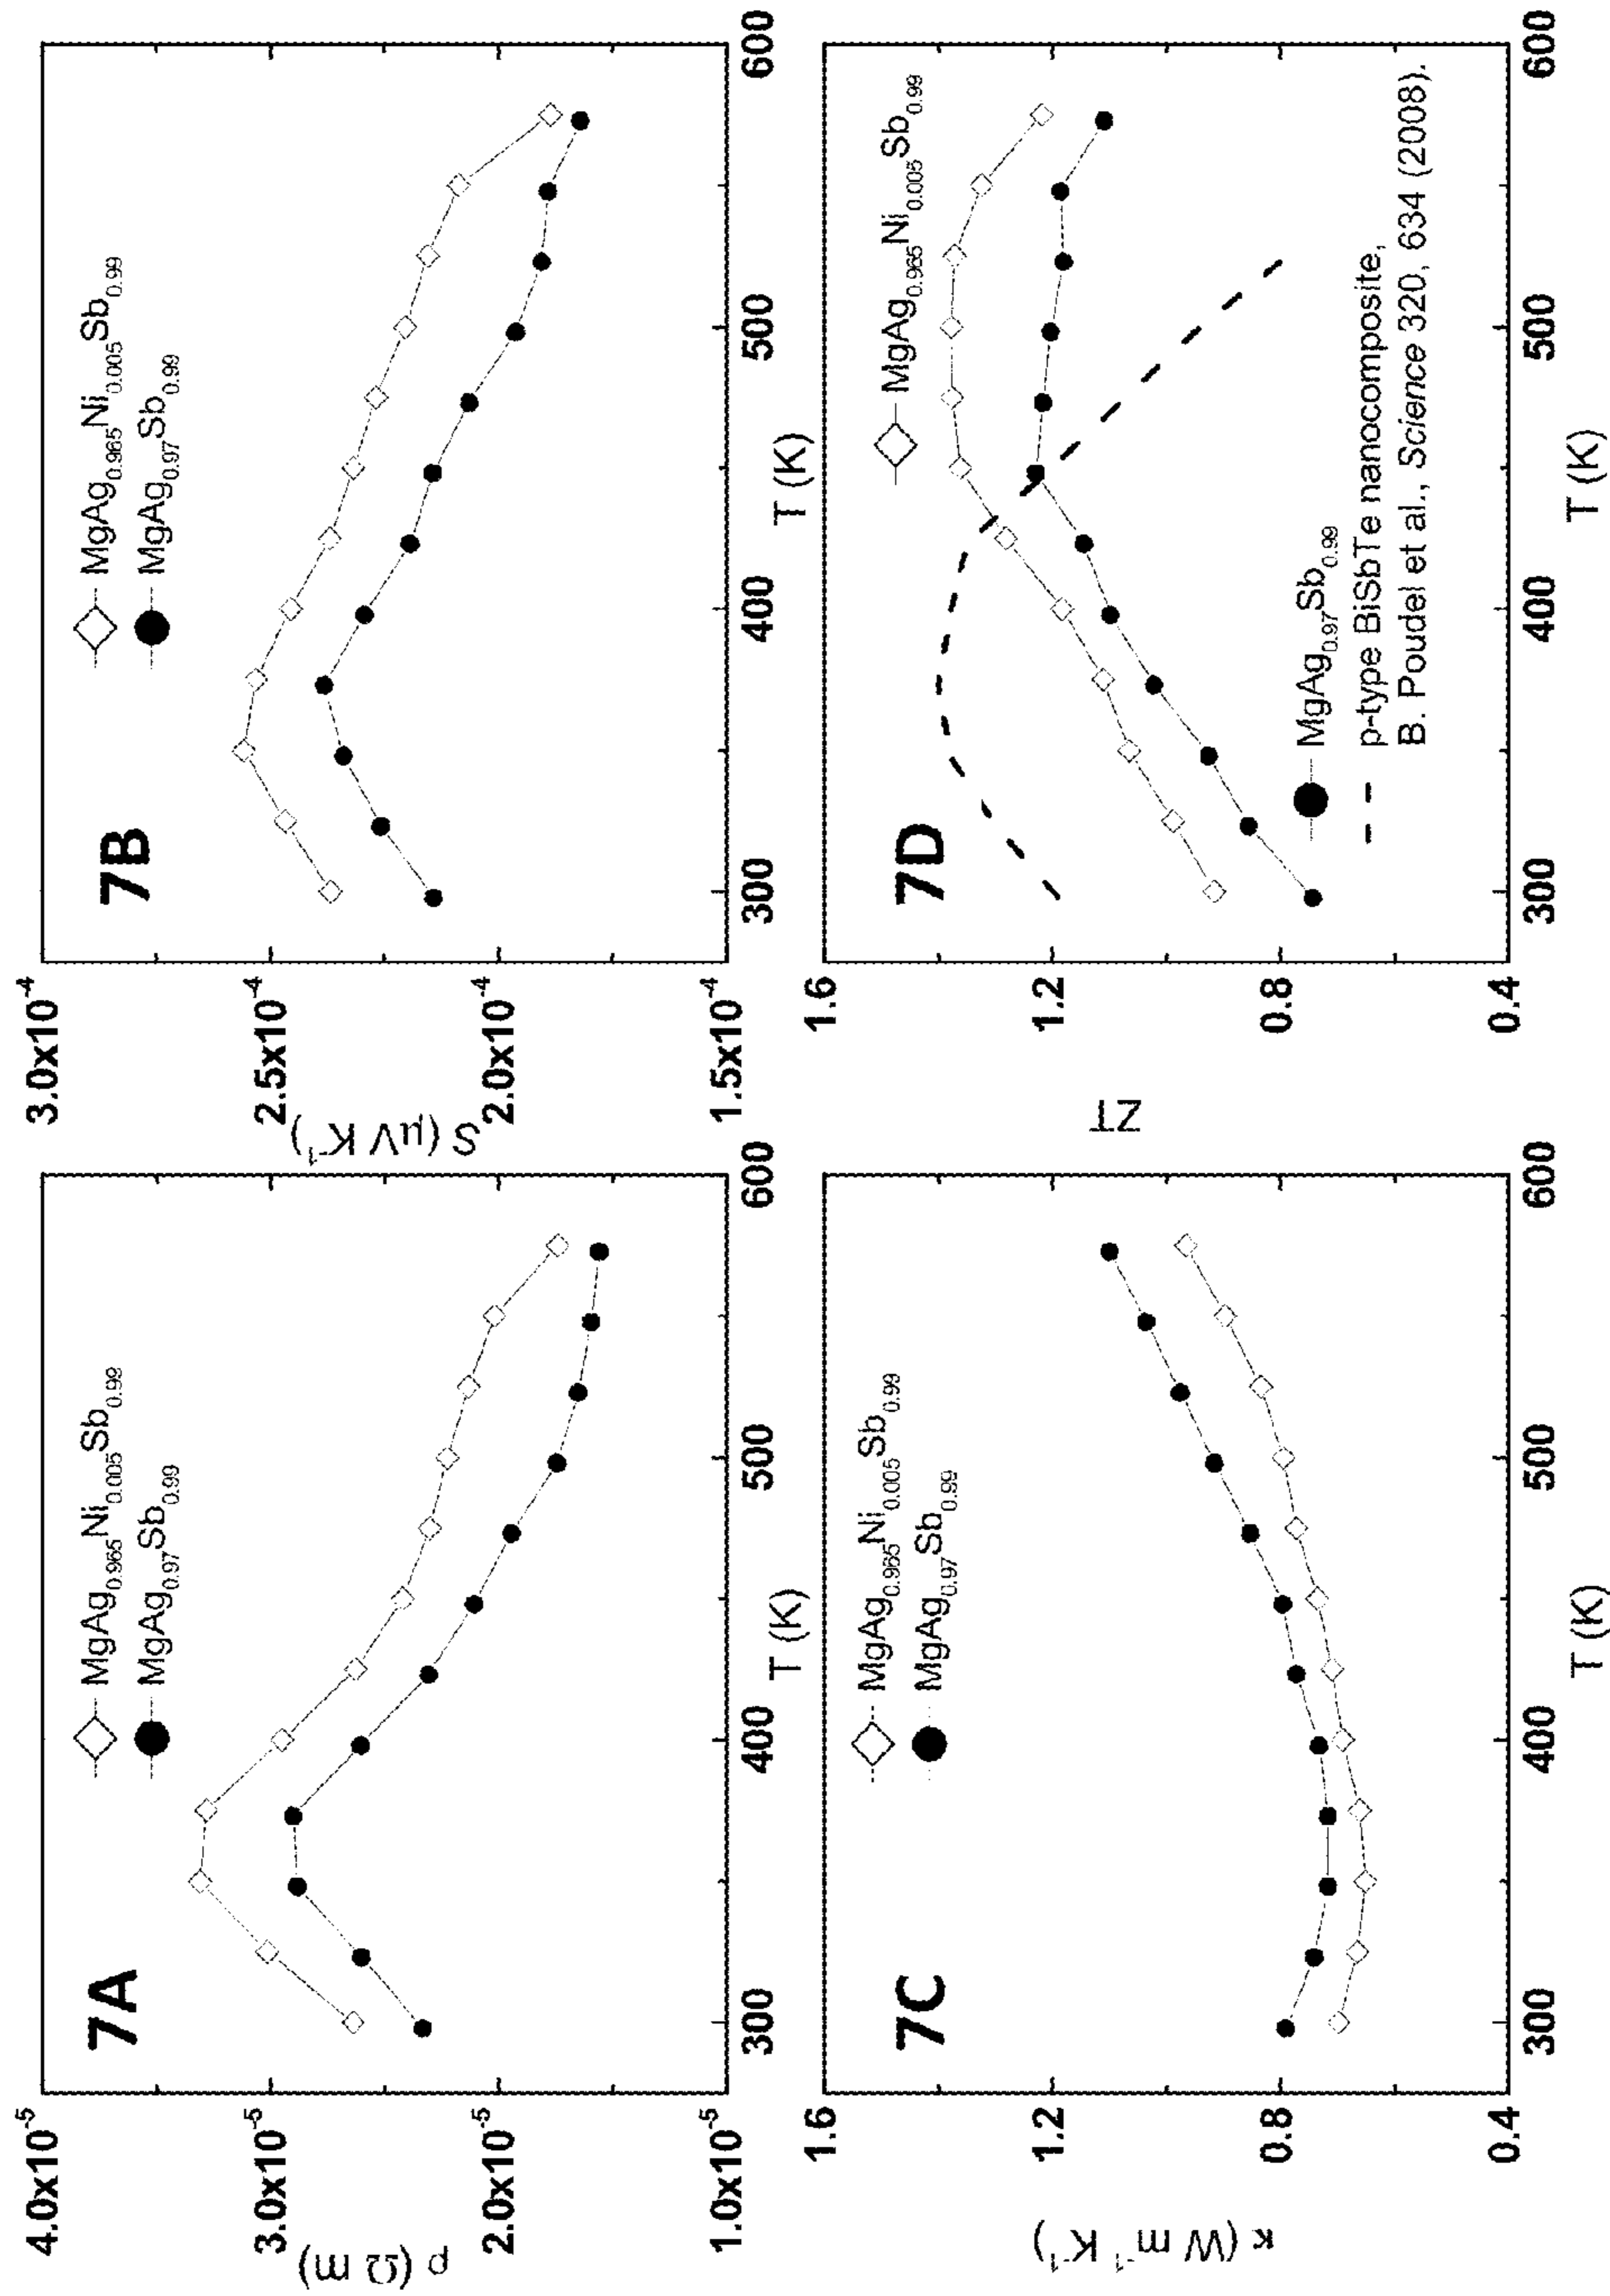 7A
MgAg0.965Ni0.005Sb0.99
MgAg0.97Sb0.99
4.0x10-5
3.0x10-5
2.0x10-5
1.0x10-5
ρ (Ω m)
300
400
500
600
T (K)
7B
MgAg0.965Ni0.005Sb0.99
MgAg0.97Sb0.99
3.0x10-4
2.5x10-4
2.0x10-4
1.5x10-4
S (μV K-1)
300
400
500
600
T (K)
7C
MgAg0.965Ni0.005Sb0.99
MgAg0.97Sb0.99
1.6
1.2
0.8
0.4
κ (W m-1 K-1)
300
400
500
600
T (K)
7D
MgAg0.965Ni0.005Sb0.99
MgAg0.97Sb0.99
p-type BiSbTe nanocomposite,
B. Poudel et al., Science 320, 634 (2008).
1.6
1.2
0.8
0.4
ZT
300
400
500
600
T (K)